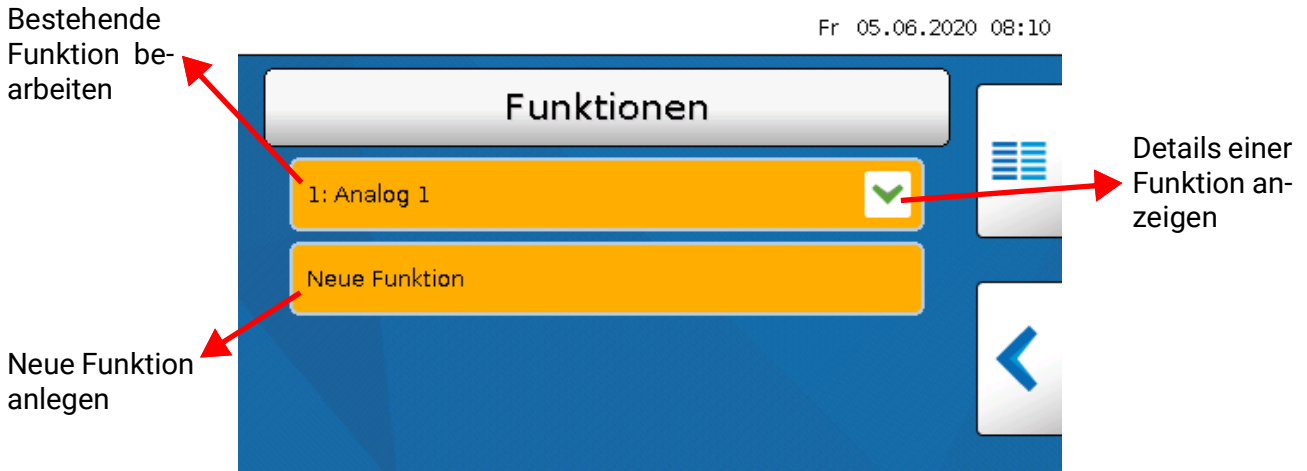 Bestehende
Funktion be-
arbeiten
Fr 05.06.2020 08:10
Funktionen
1: Analog 1
Details einer
Funktion an-
zeigen
Neue Funktion
Neue Funktion
anlegen